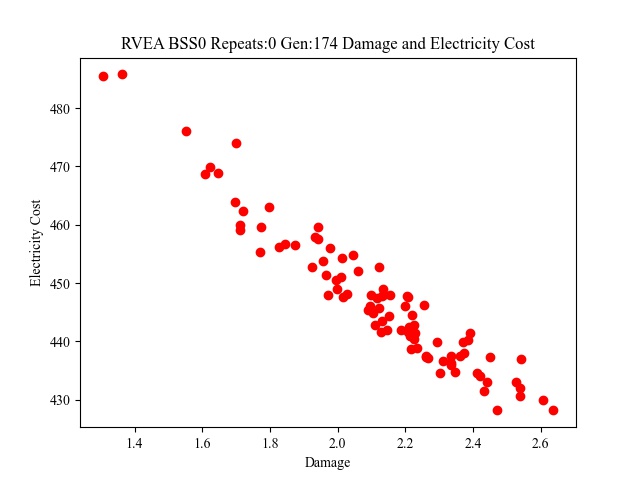 RVEA BSS0 Repeats:0 Gen:174 Damage and Electricity Cost
480
470
460
450
440
430
Electricity Cost
1.4 1.6 1.8 2.0 2.2 2.4 2.6
Damage